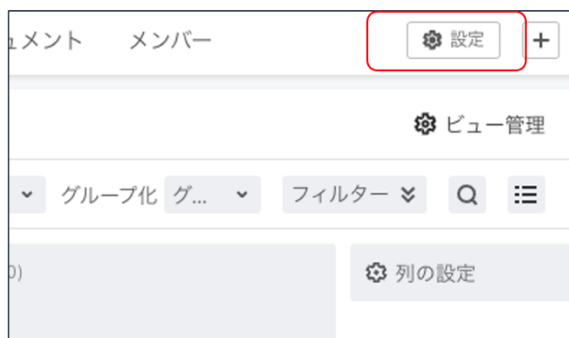 ュメント メンバー 設定 +
ビュー管理
グループ化 グ... フィルター
0)
列の設定